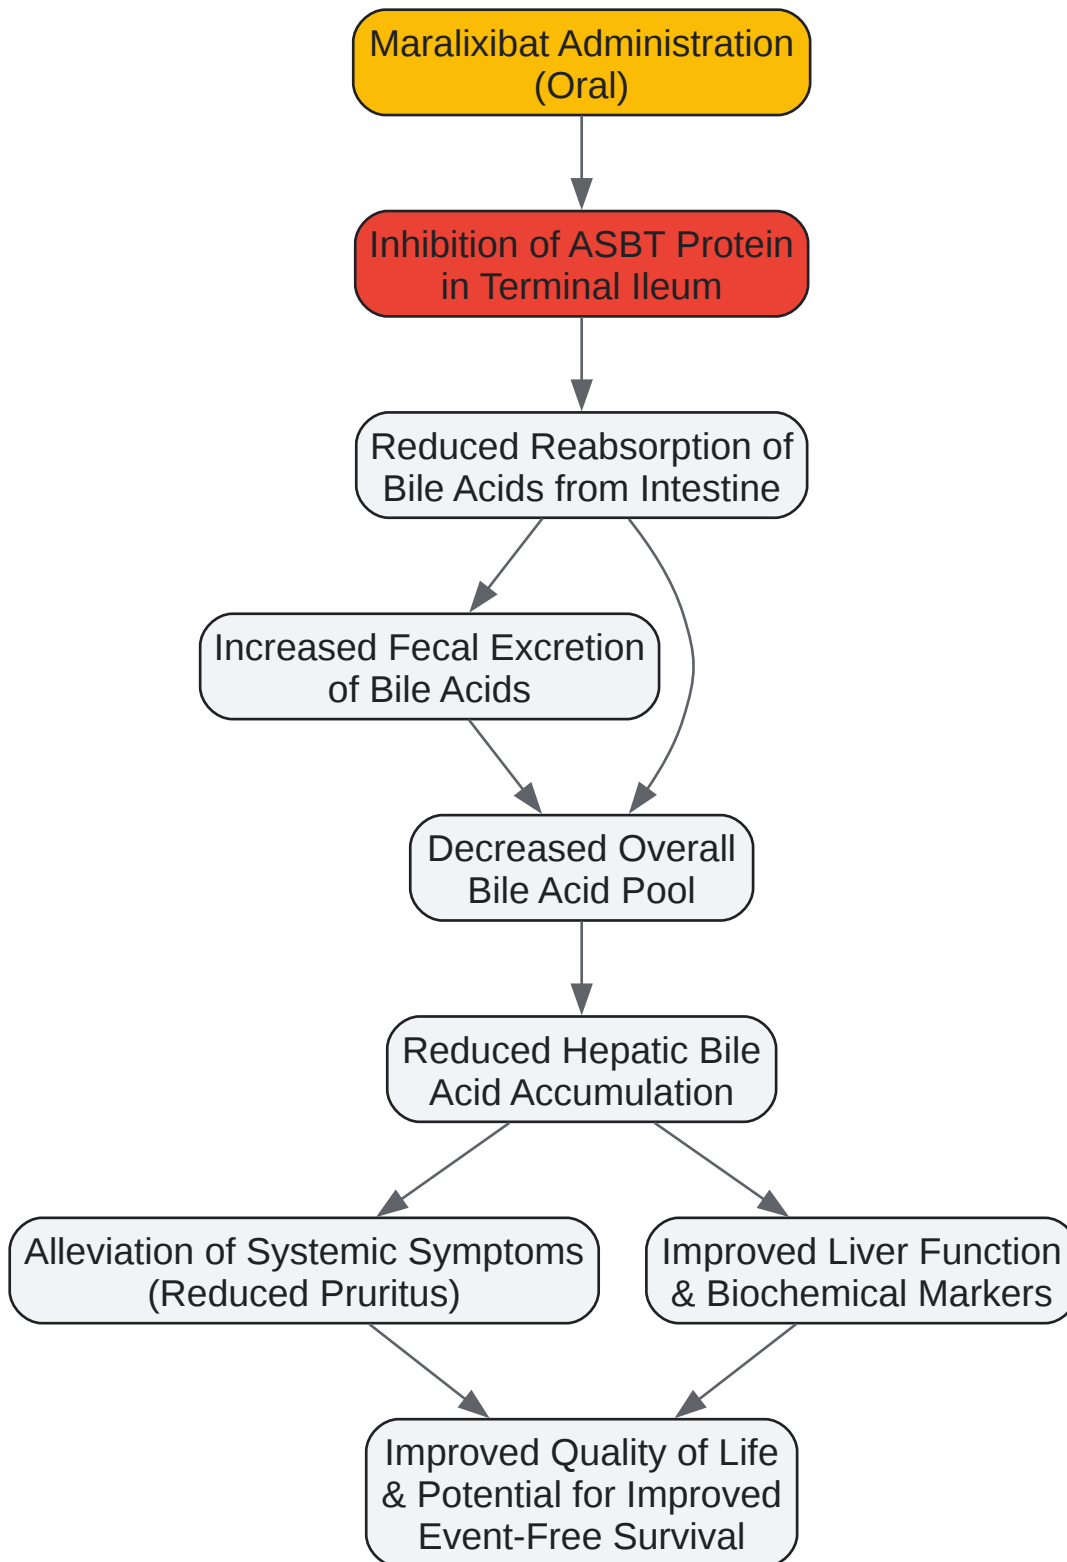 Maralixibat Administration
(Oral)
Inhibition of ASBT Protein
in Terminal Ileum
Reduced Reabsorption of
Bile Acids from Intestine
Increased Fecal Excretion
of Bile Acids
Decreased Overall
Bile Acid Pool
Reduced Hepatic Bile
Acid Accumulation
Alleviation of Systemic Symptoms
(Reduced Pruritus)
Improved Liver Function
& Biochemical Markers
Improved Quality of Life
& Potential for Improved
Event-Free Survival